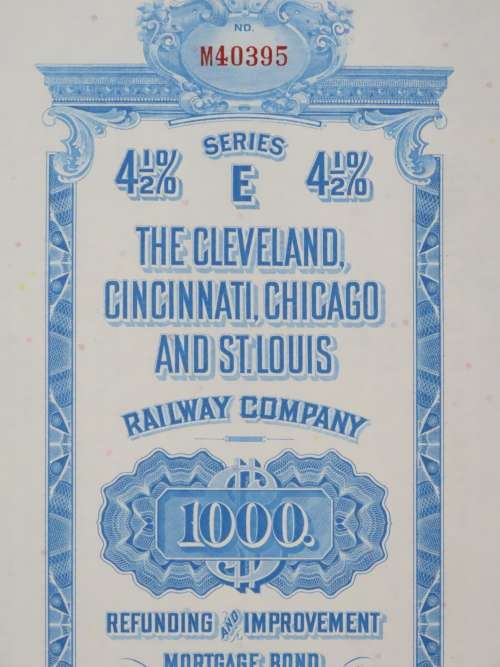 NO.
M40395
SERIES
4½% E 4½%
THE CLEVELAND,
CINCINNATI, CHICAGO
AND ST. LOUIS
RAILWAY COMPANY
$
1000.
REFUNDING AND IMPROVEMENT
MORTGAGE BOND